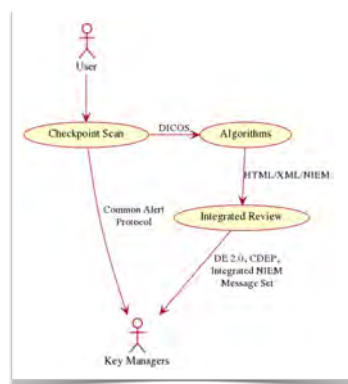 User
Checkpoint Scan
DICOS
Algorithms
HTML/XML/NIEM
Common Alert
Protocol
Integrated Review
DE 2.0, CDEP,
Integrated NIEM
Message Set
Key Managers